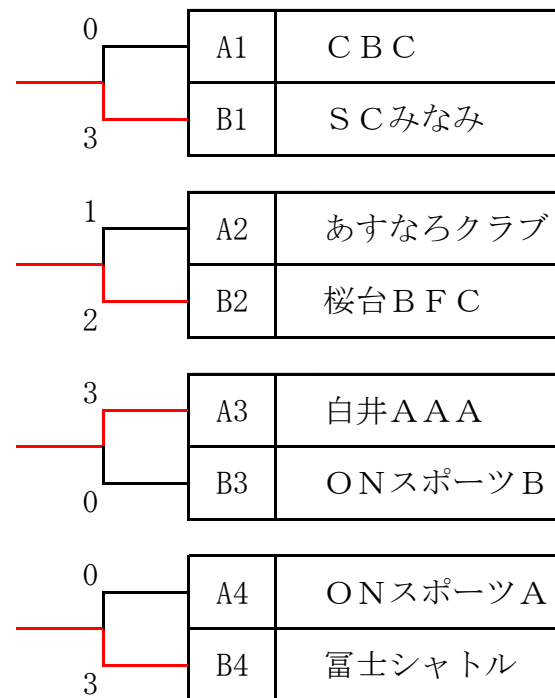 0
A1 ＣＢＣ
B1 ＳＣみなみ
3
1
A2 あすなろクラブ
B2 桜台ＢＦＣ
2
3
A3 白井ＡＡＡ
B3 ＯＮスポーツＢ
0
0
A4 ＯＮスポーツＡ
B4 冨士シャトル
3